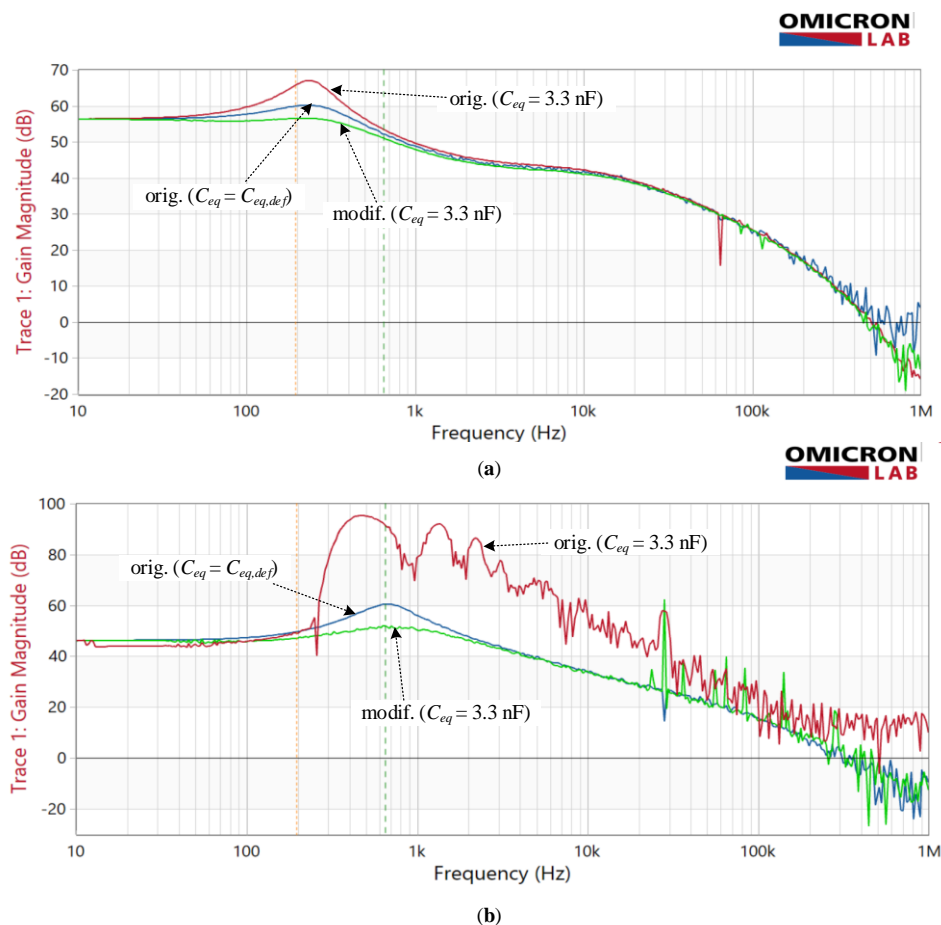 OMICRON
LAB
70
60
50
40
30
20
10
0
-10
-20
Trace 1: Gain Magnitude (dB)
orig. (Ceq = 3.3 nF)
orig. (Ceq = Ceq,def)
modif. (Ceq = 3.3 nF)
10 100 1k 10k 100k 1M
Frequency (Hz)
(a)
OMICRON
LAB
100
80
60
40
20
0
-20
Trace 1: Gain Magnitude (dB)
orig. (Ceq = 3.3 nF)
orig. (Ceq = Ceq,def)
modif. (Ceq = 3.3 nF)
10 100 1k 10k 100k 1M
Frequency (Hz)
(b)